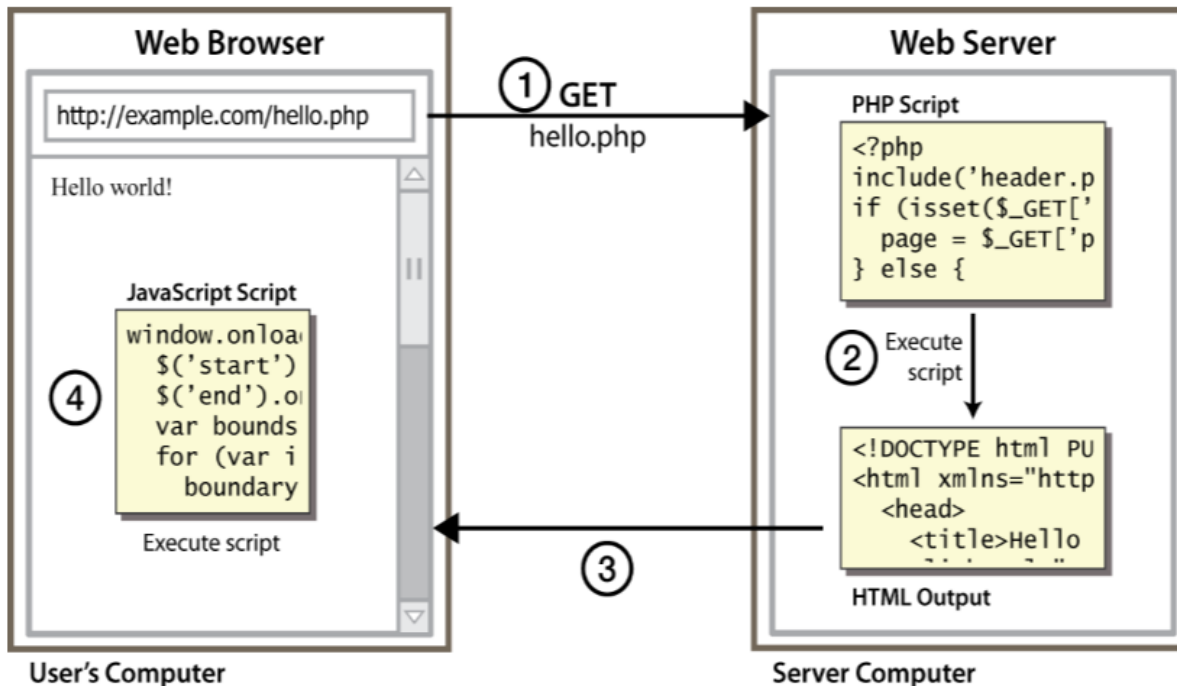 Web Browser
http://example.com/hello.php
Hello world!
JavaScript Script
window.onloa
$('start')
$('end').o
var bounds
for (var i
boundary
4
Execute script
User's Computer
1 GET
hello.php
3
Web Server
PHP Script
<?php
include('header.p
if (isset($_GET['
page = $_GET['p
} else {
2 Execute
script
<!DOCTYPE html PU
<html xmlns="http
<head>
<title>Hello
HTML Output
Server Computer